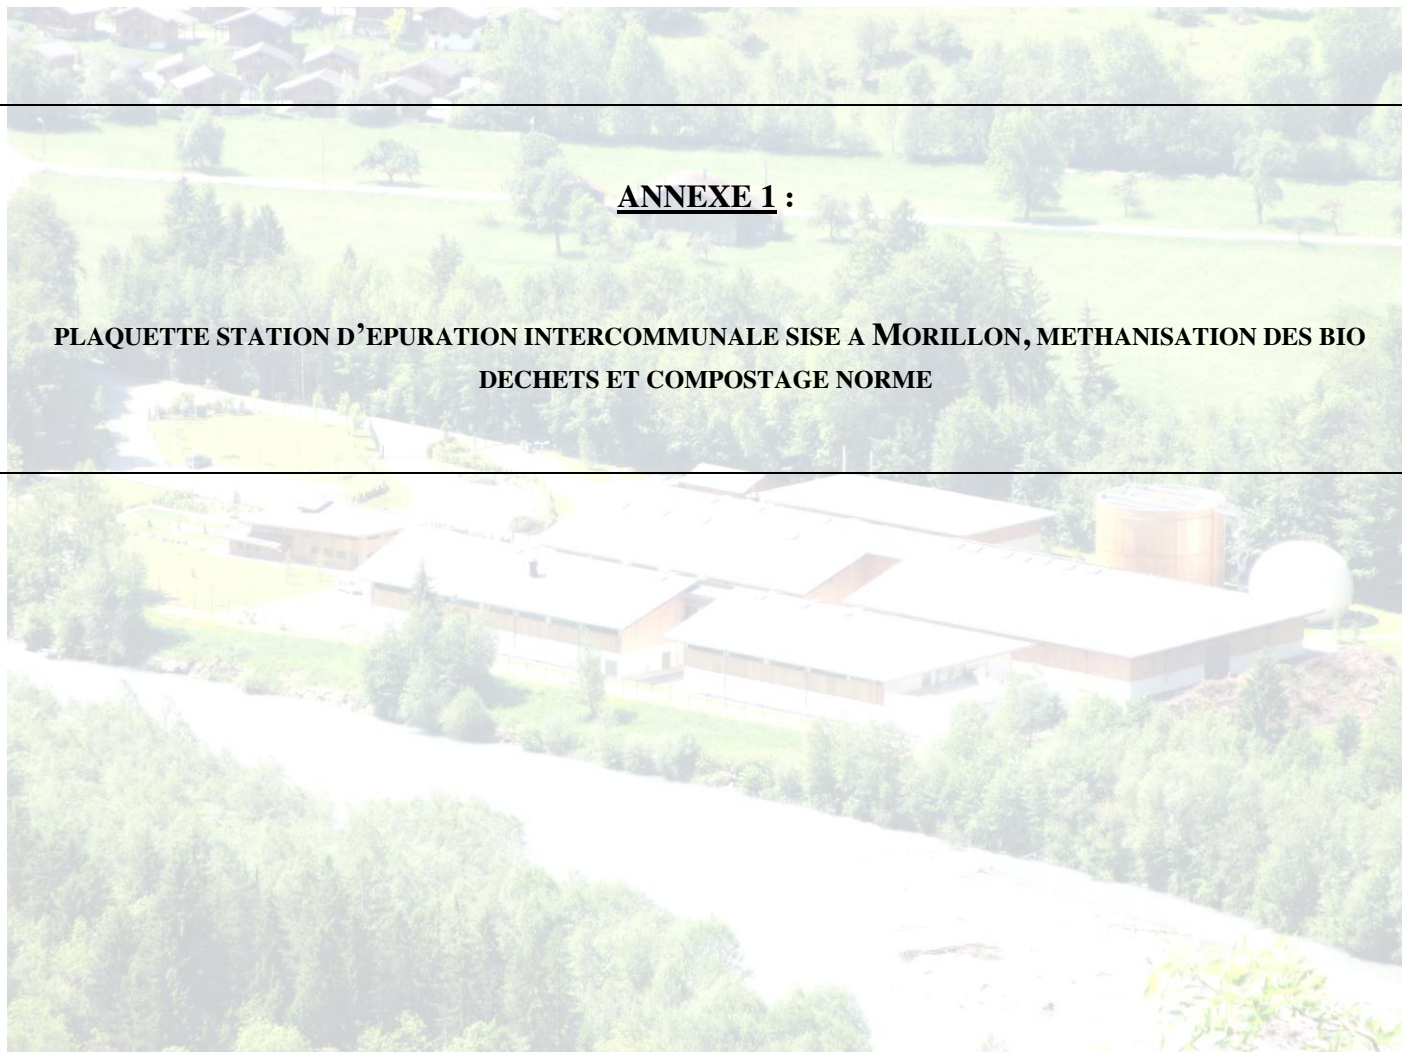 ANNEXE 1 :
PLAQUETTE STATION D’EPURATION INTERCOMMUNALE SISE A MORILLON, METHANISATION DES BIO
DECHETS ET COMPOSTAGE NORME